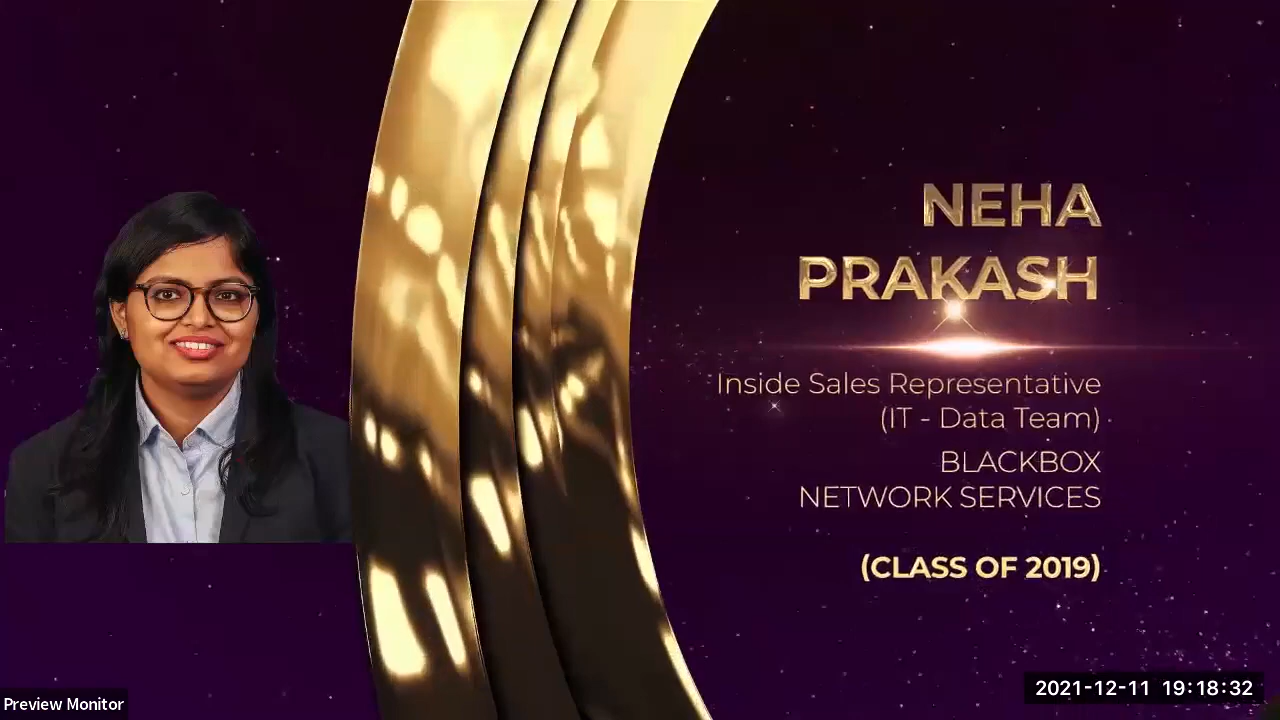 NEHA
PRAKASH
Inside Sales Representative
(IT - Data Team)
BLACKBOX
NETWORK SERVICES
(CLASS OF 2019)
Preview Monitor
2021-12-11 19:18:32